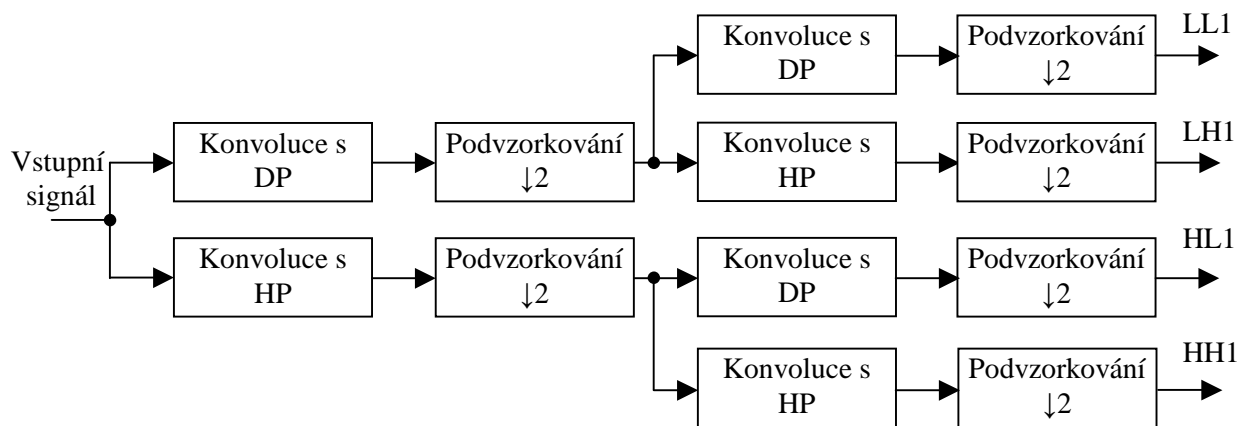 Konvoluce s
DP
Podvzorkování
↓2
LL1
Vstupní
signál
Konvoluce s
DP
Podvzorkování
↓2
Konvoluce s
HP
Podvzorkování
↓2
LH1
Konvoluce s
HP
Podvzorkování
↓2
Konvoluce s
DP
Podvzorkování
↓2
HL1
Konvoluce s
HP
Podvzorkování
↓2
HH1